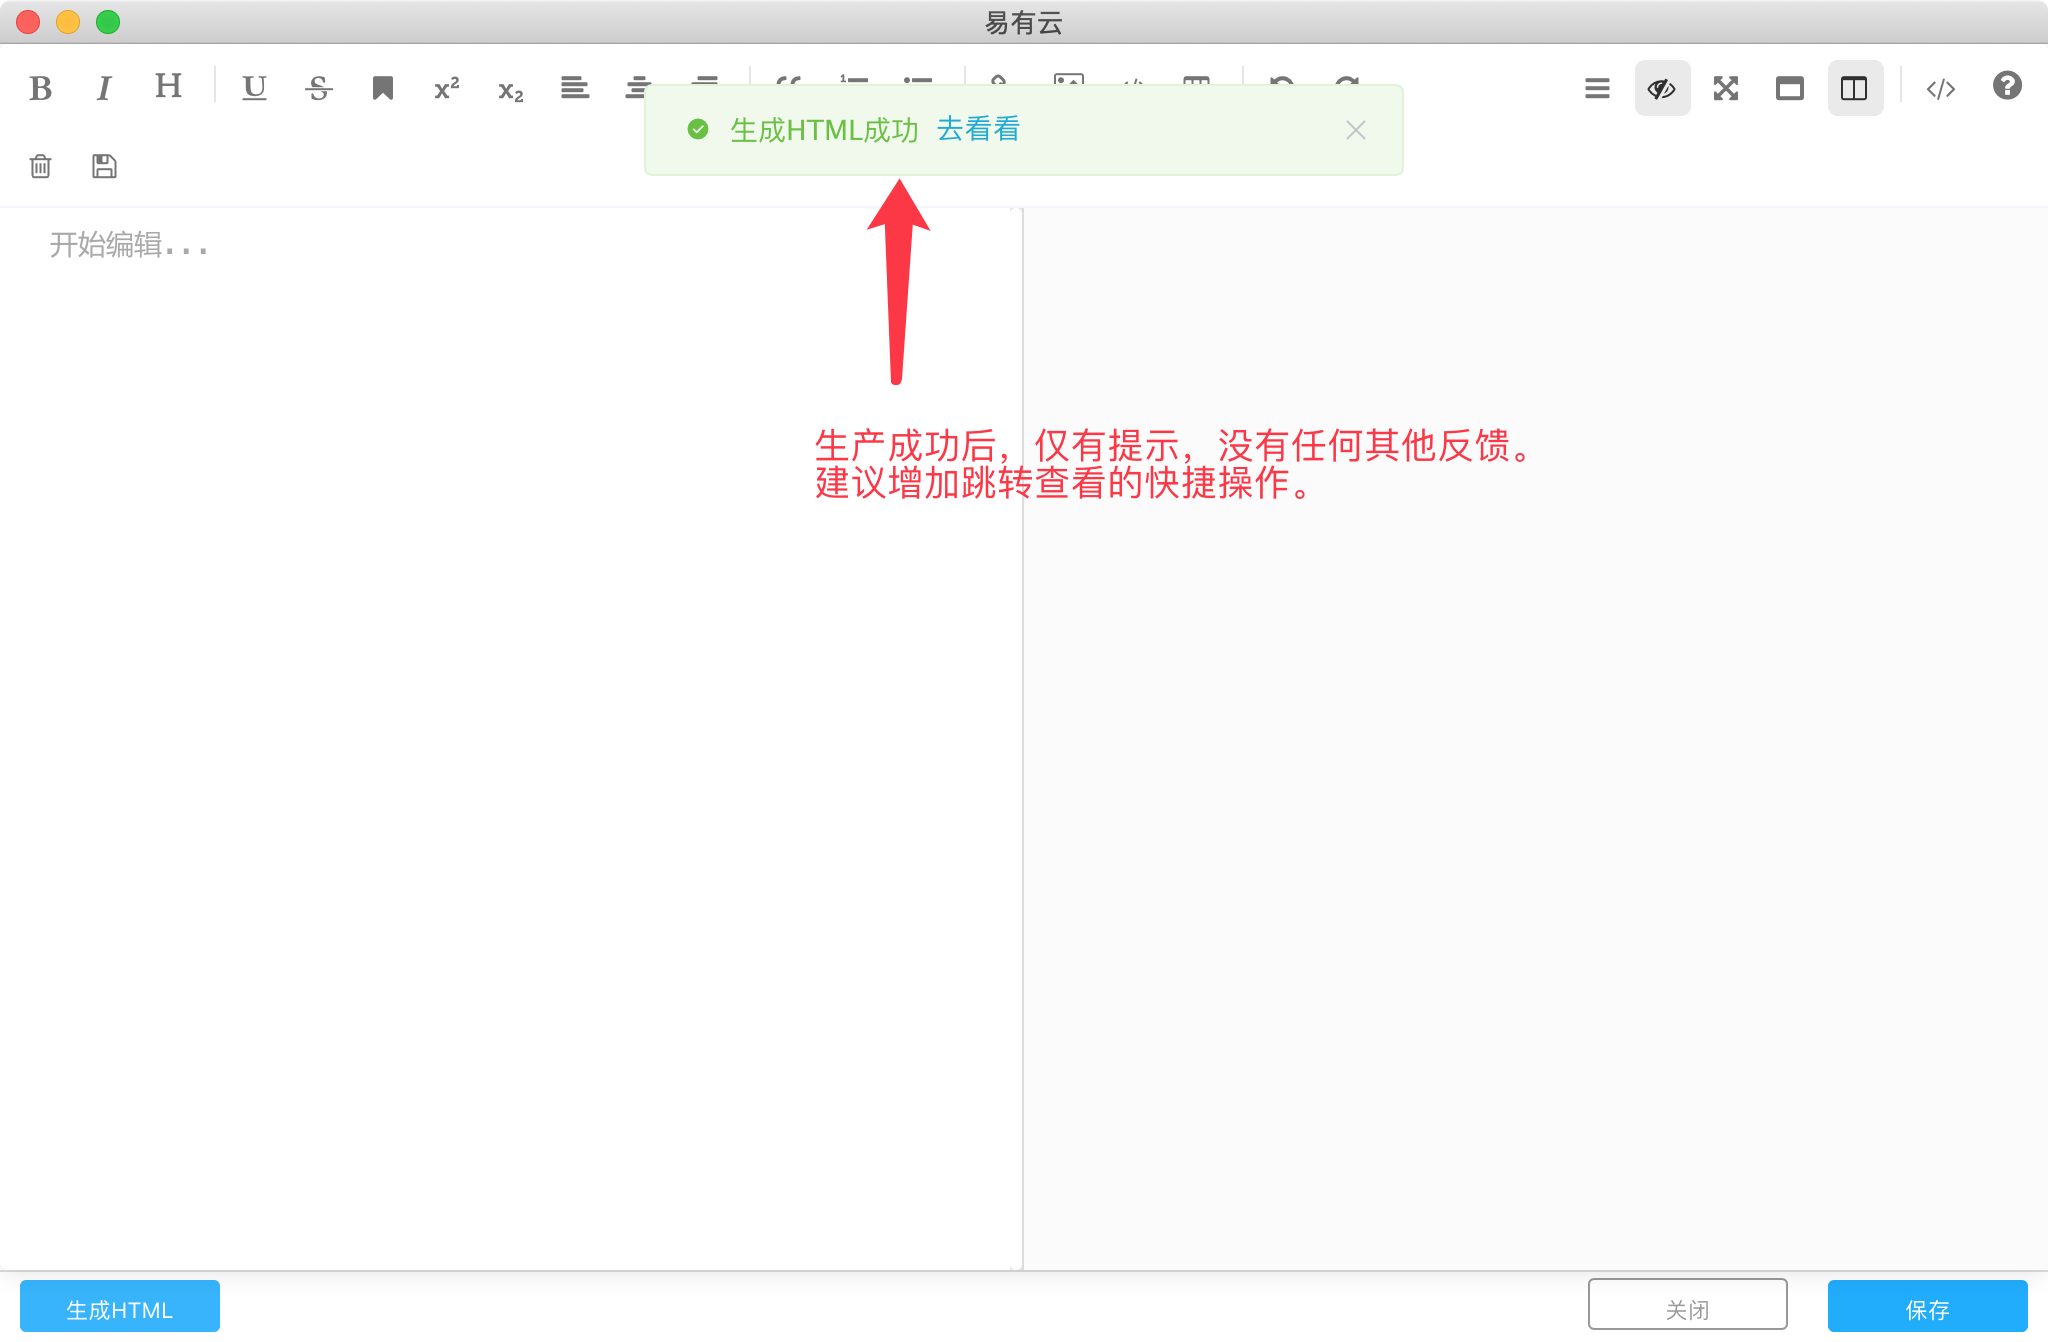 易有云
B I H U S x² x₂
生成HTML成功 去看看
开始编辑...
生产成功后，仅有提示，没有任何其他反馈。
建议增加跳转查看的快捷操作。
生成HTML
关闭
保存